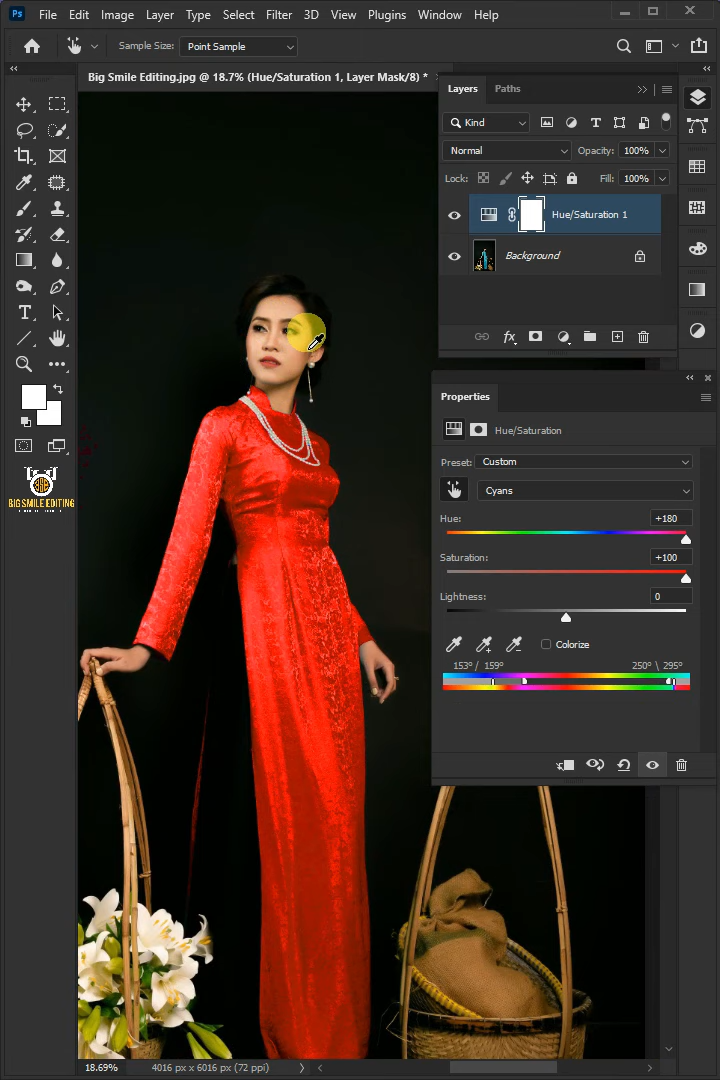 Ps File Edit Image Layer Type Select Filter 3D View Plugins Window Help
Sample Size: Point Sample
Big Smile Editing.jpg @ 18.7% (Hue/Saturation 1, Layer Mask/8) *
Layers Paths
Kind
Normal Opacity: 100%
Lock: Fill: 100%
Hue/Saturation 1
Background
fx
Properties
Hue/Saturation
Preset: Custom
Cyans
Hue: +180
Saturation: +100
Lightness: 0
Colorize
153°/ 159° 250° \ 295°
BIG SMILE EDITING
18.69% 4016 px x 6016 px (72 ppi)